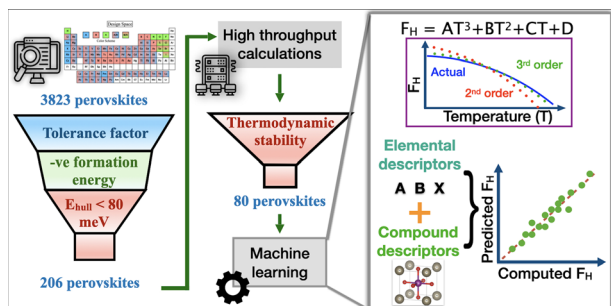 Design Space
3823 perovskites
Tolerance factor
-ve formation
energy
E_hull < 80
meV
206 perovskites
High throughput
calculations
Thermodynamic
stability
80 perovskites
Machine
learning
F_H = AT³+BT²+CT+D
F_H
Actual
3rd order
2nd order
Temperature (T)
Elemental
descriptors
A B X
+
Compound
descriptors
Predicted F_H
Computed F_H